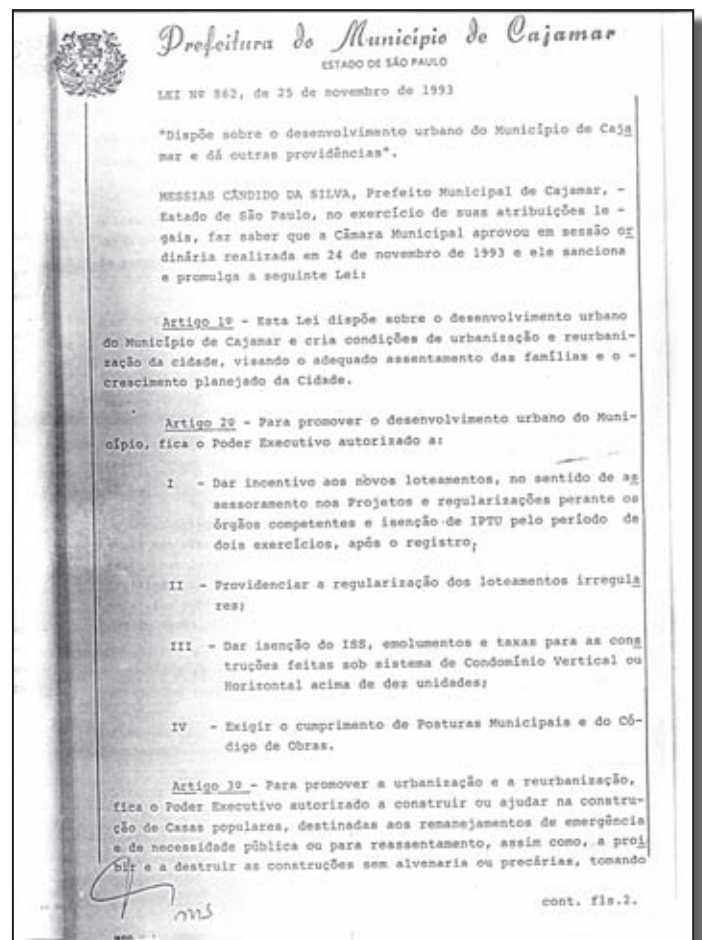 Prefeitura do Município de Cajamar
ESTADO DE SÃO PAULO
LEI Nº 862, de 25 de novembro de 1993
"Dispõe sobre o desenvolvimento urbano do Município de Caja
mar e dá outras providências".
MESSIAS CÂNDIDO DA SILVA, Prefeito Municipal de Cajamar, -
Estado de São Paulo, no exercício de suas atribuições le -
gais, faz saber que a Câmara Municipal aprovou em sessão or
dinária realizada em 24 de novembro de 1993 e ele sanciona
e promulga a seguinte Lei:
Artigo 1º - Esta Lei dispõe sobre o desenvolvimento urbano
do Município de Cajamar e cria condições de urbanização e reurbani-
zação da cidade, visando o adequado assentamento das famílias e o -
crescimento planejado da Cidade.
Artigo 2º - Para promover o desenvolvimento urbano do Muni-
cípio, fica o Poder Executivo autorizado a:
I - Dar incentivo aos novos loteamentos, no sentido de as
sessoramento nos Projetos e regularizações perante os
órgãos competentes e isenção de IPTU pelo período de
dois exercícios, após o registro;
II - Providenciar a regularização dos loteamentos irregula
res;
III - Dar isenção do ISS, emolumentos e taxas para as cons
truções feitas sob sistema de Condomínio Vertical ou
Horizontal acima de dez unidades;
IV - Exigir o cumprimento de Posturas Municipais e do Có-
digo de Obras.
Artigo 3º - Para promover a urbanização e a reurbanização,
fica o Poder Executivo autorizado a construir ou ajudar na constru-
ção de Casas populares, destinadas aos remanejamentos de emergência
e de necessidade pública ou para reassentamento, assim como, a proi
bir e a destruir as construções sem alvenaria ou precárias, tomando
cont. fls.2.